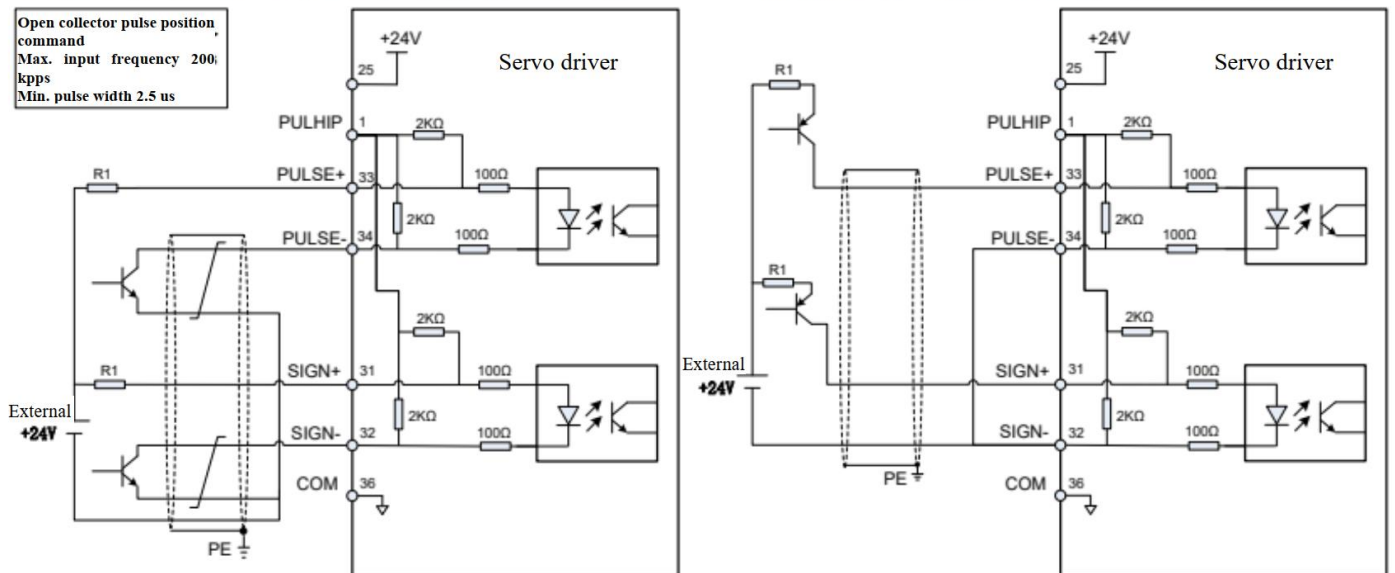 Open collector pulse position
command
Max. input frequency 200
kpps
Min. pulse width 2.5 us
+24V
Servo driver
25
PULHIP
1
2KΩ
R1
PULSE+
33
100Ω
2KΩ
PULSE-
34
100Ω
2KΩ
R1
SIGN+
31
100Ω
External
+24V
2KΩ
SIGN-
32
100Ω
COM
36
PE
+24V
Servo driver
25
R1
PULHIP
1
2KΩ
PULSE+
33
100Ω
2KΩ
PULSE-
34
100Ω
R1
2KΩ
External
+24V
SIGN+
31
100Ω
2KΩ
SIGN-
32
100Ω
PE
COM
36